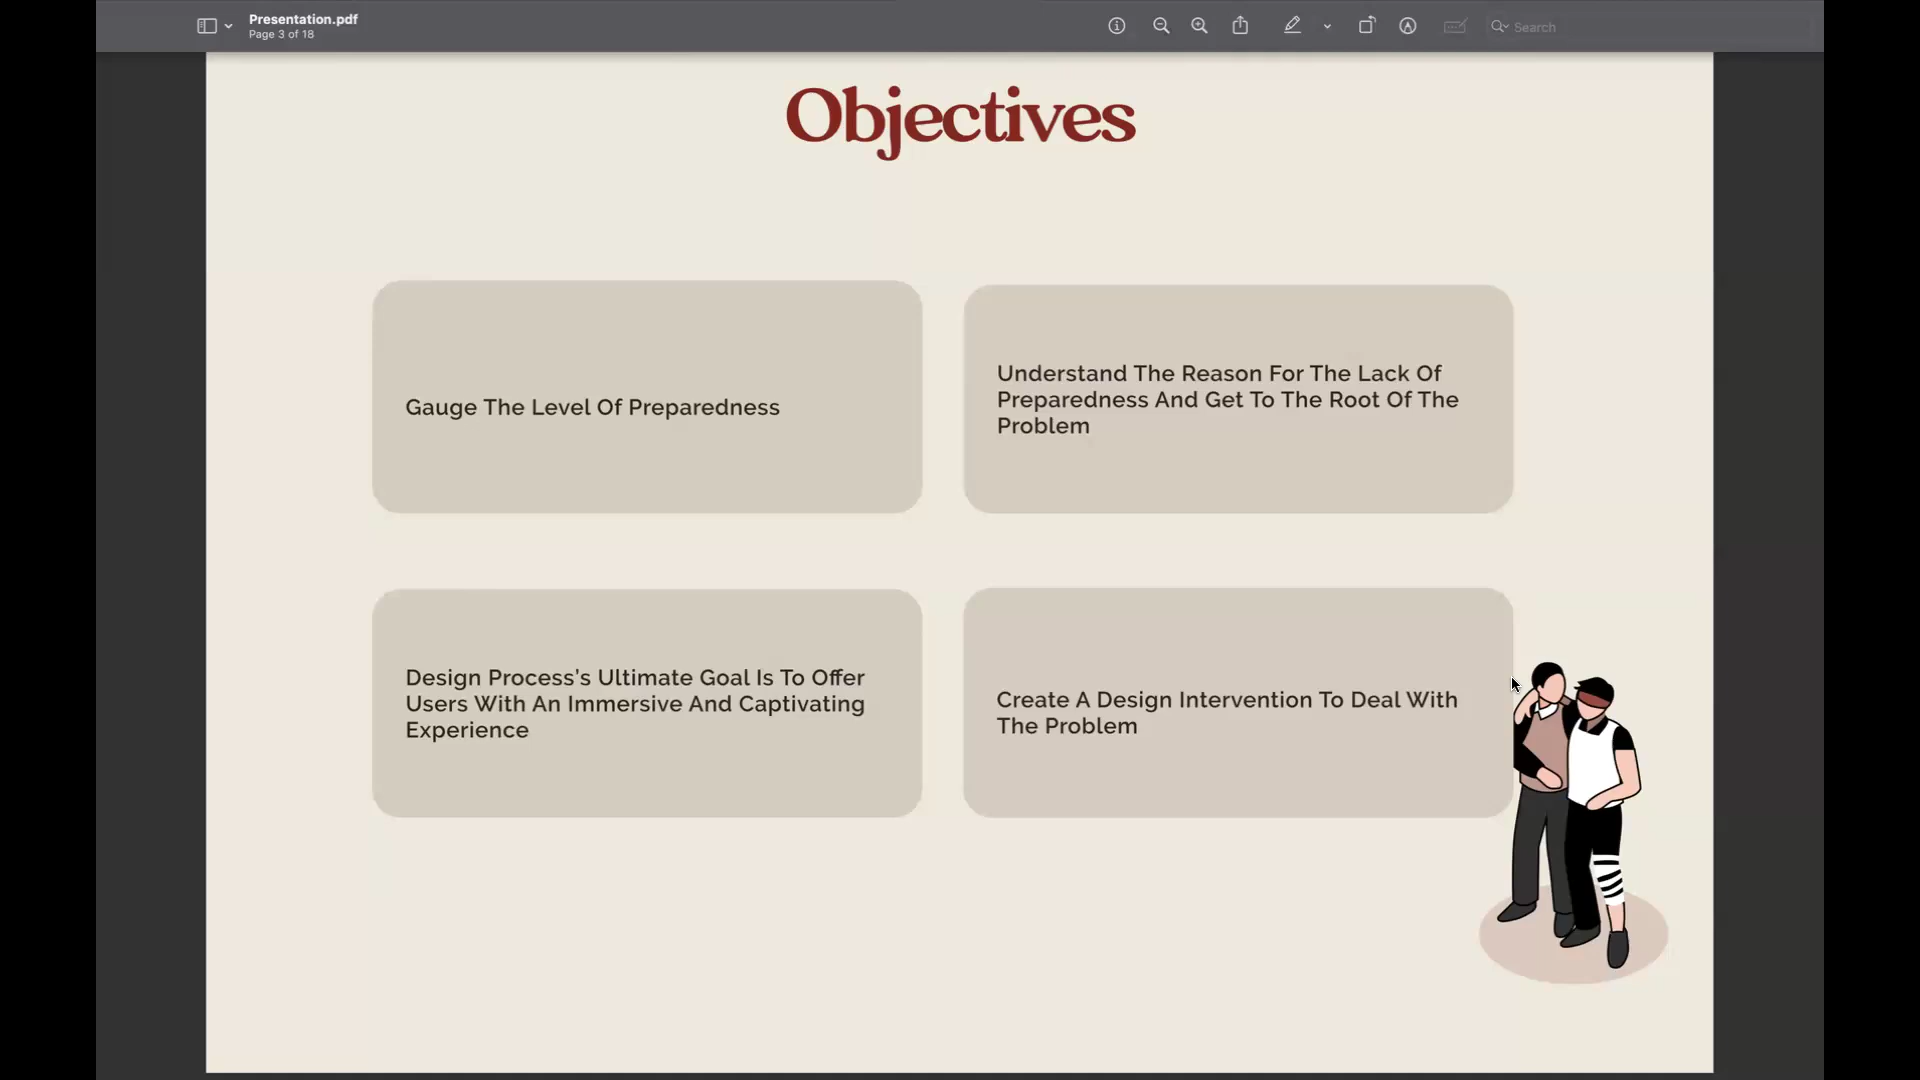 Presentation.pdf
Page 3 of 18
Search
Objectives
Gauge The Level Of Preparedness
Understand The Reason For The Lack Of
Preparedness And Get To The Root Of The
Problem
Design Process’s Ultimate Goal Is To Offer
Users With An Immersive And Captivating
Experience
Create A Design Intervention To Deal With
The Problem